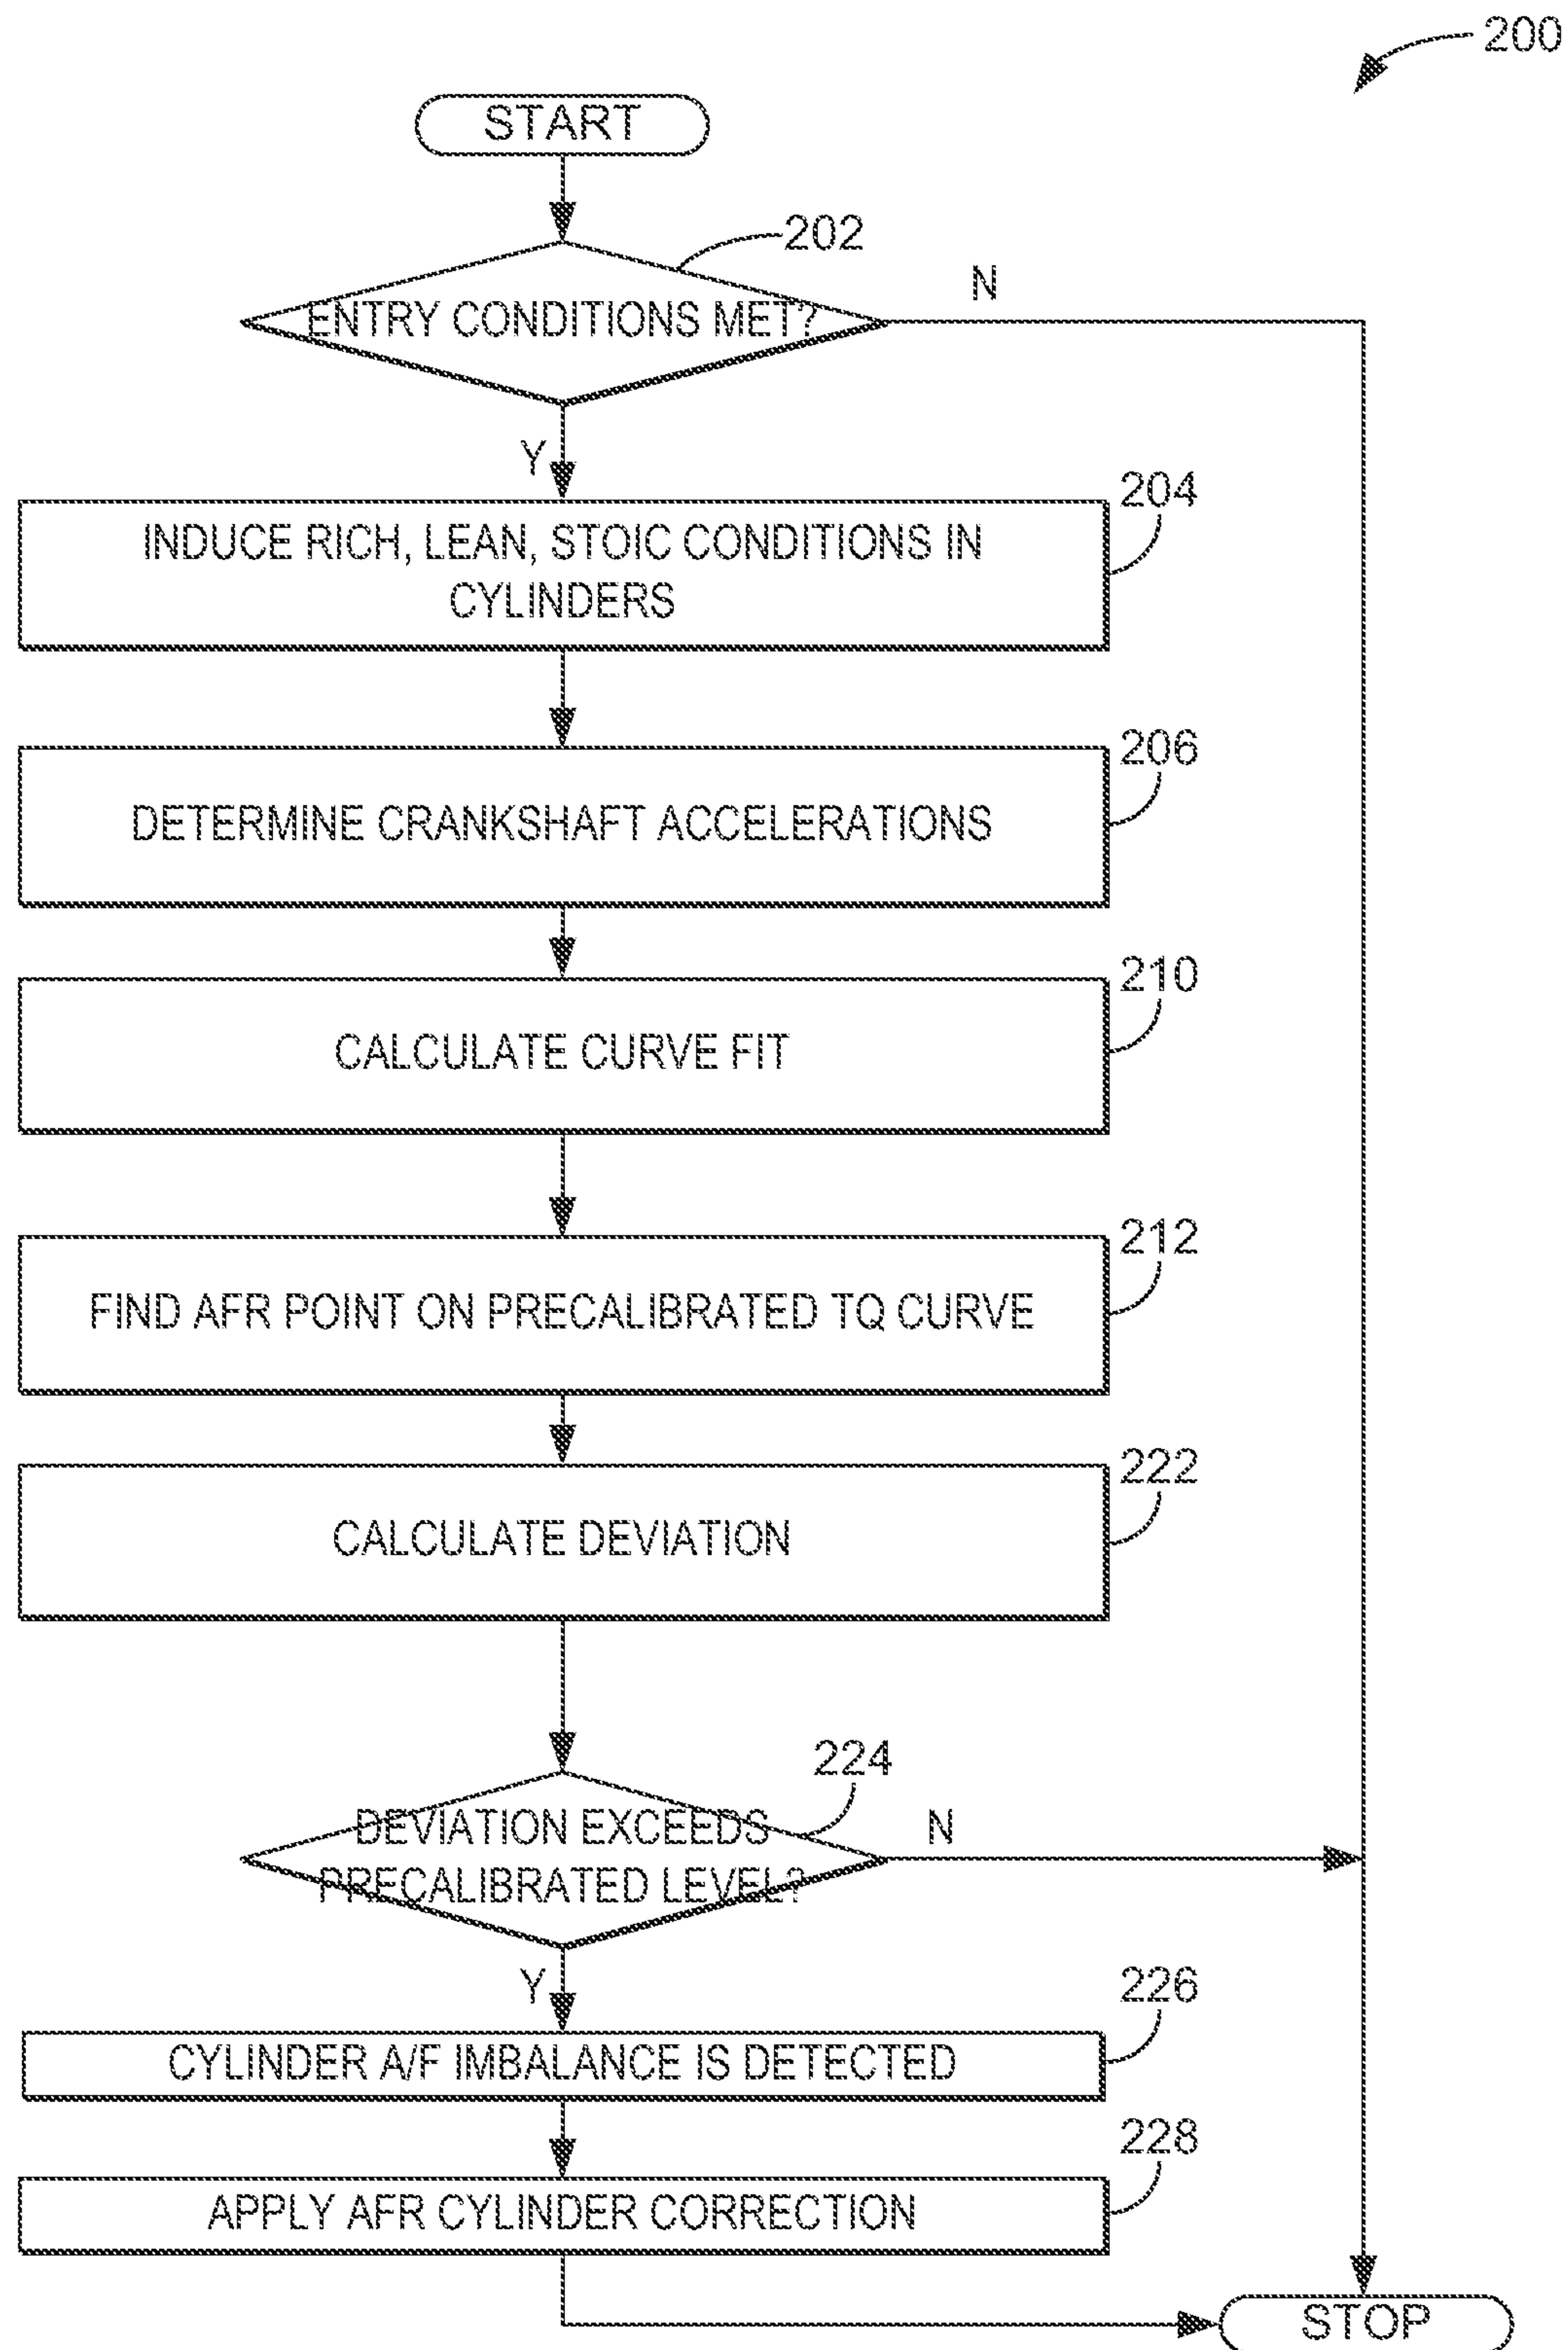 200
START
202
ENTRY CONDITIONS MET?
N
Y
204
INDUCE RICH, LEAN, STOIC CONDITIONS IN
CYLINDERS
206
DETERMINE CRANKSHAFT ACCELERATIONS
210
CALCULATE CURVE FIT
212
FIND AFR POINT ON PRECALIBRATED TQ CURVE
222
CALCULATE DEVIATION
224
DEVIATION EXCEEDS
N
PRECALIBRATED LEVEL?
Y
226
CYLINDER A/F IMBALANCE IS DETECTED
228
APPLY AFR CYLINDER CORRECTION
STOP